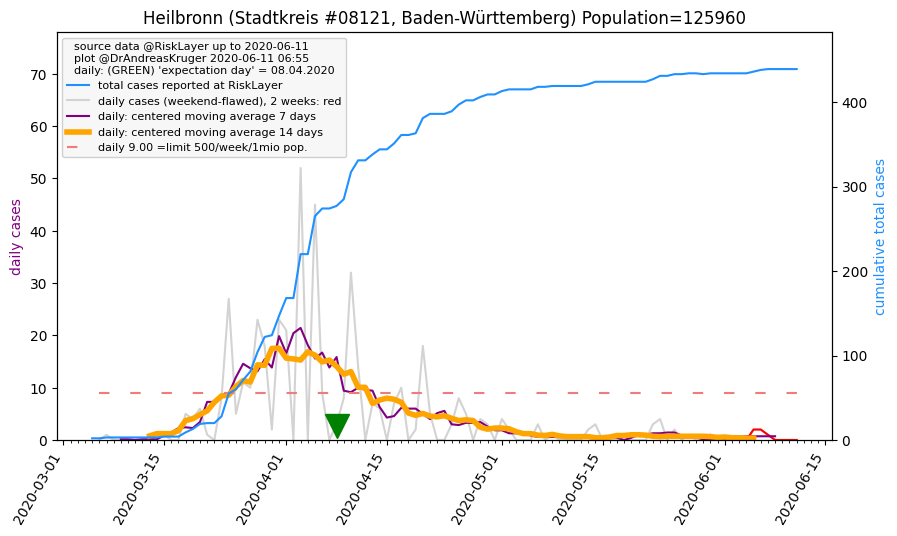 Heilbronn (Stadtkreis #08121, Baden-Württemberg) Population=125960
source data @RiskLayer up to 2020-06-11
plot @DrAndreasKruger 2020-06-11 06:55
daily: (GREEN) 'expectation day' = 08.04.2020
total cases reported at RiskLayer
daily cases (weekend-flawed), 2 weeks: red
daily: centered moving average 7 days
daily: centered moving average 14 days
daily 9.00 =limit 500/week/1mio pop.
daily cases
70
60
50
40
30
20
10
0
cumulative total cases
400
300
200
100
0
2020-03-01
2020-03-15
2020-04-01
2020-04-15
2020-05-01
2020-05-15
2020-06-01
2020-06-15